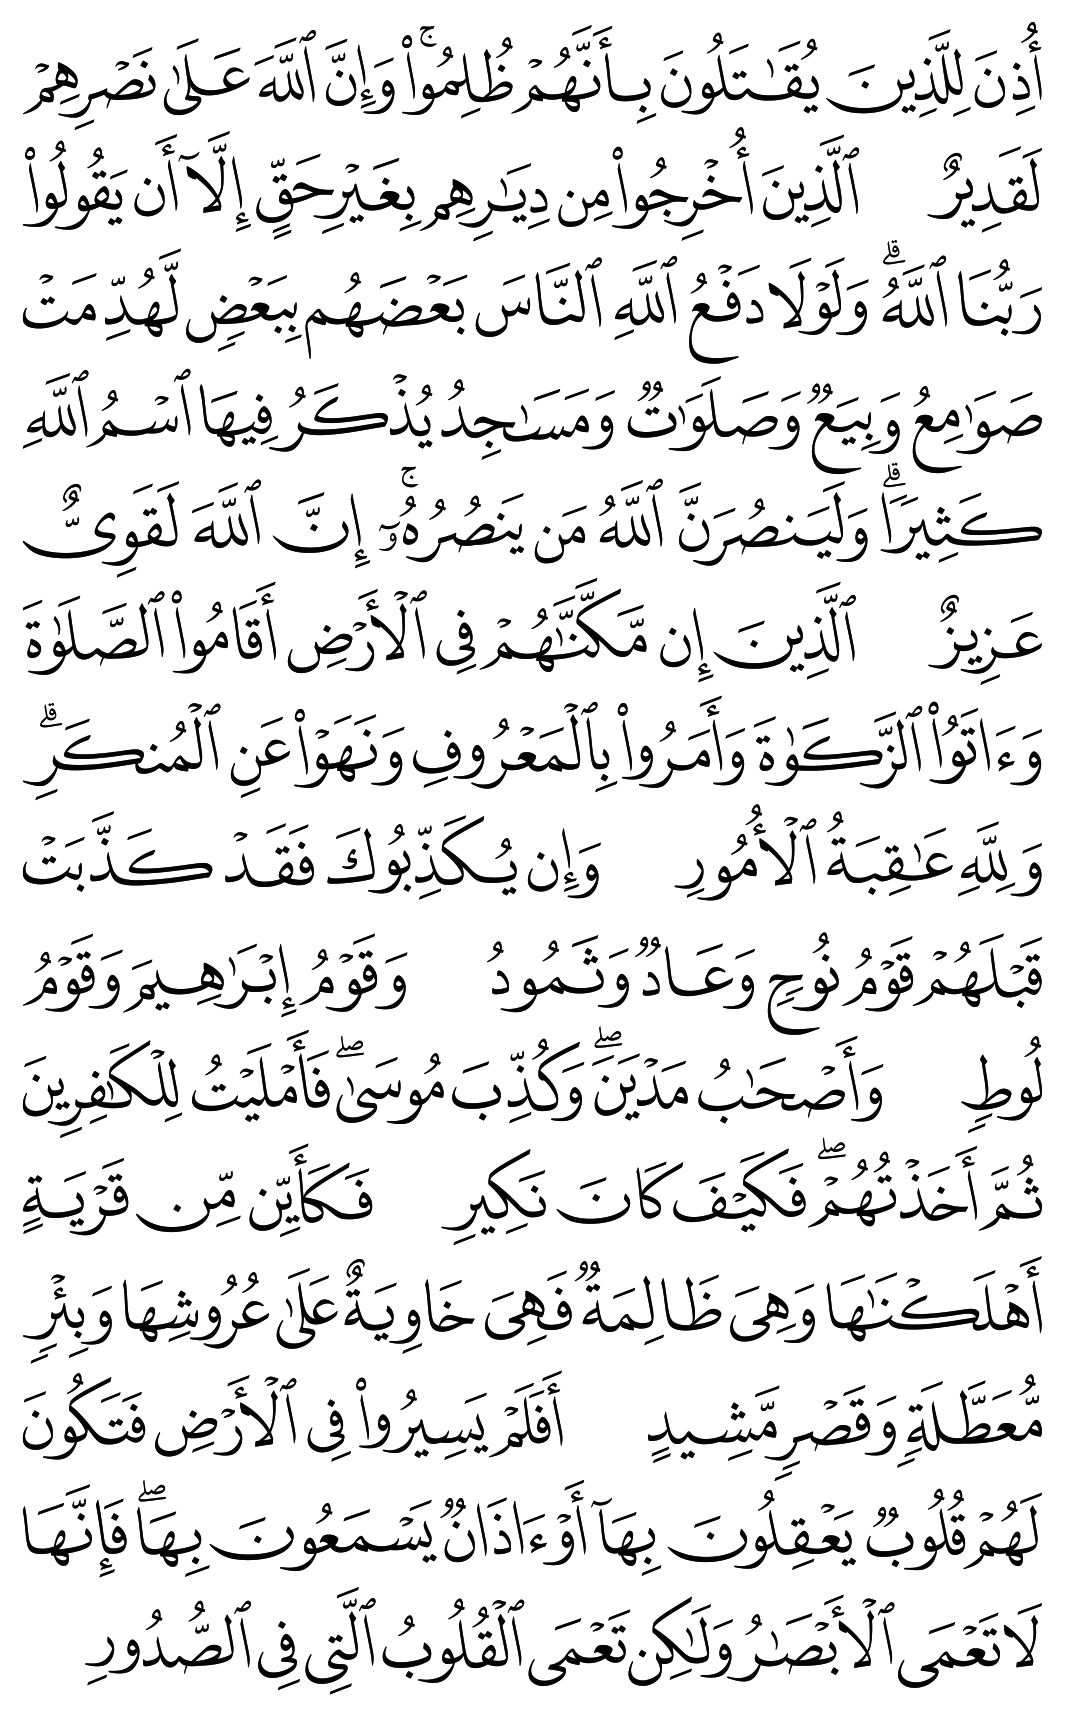 أُذِنَ لِلَّذِينَ يُقَٰتَلُونَ بِأَنَّهُمۡ ظُلِمُواْۚ وَإِنَّ ٱللَّهَ عَلَىٰ نَصۡرِهِمۡ
لَقَدِيرٌ ٱلَّذِينَ أُخۡرِجُواْ مِن دِيَٰرِهِم بِغَيۡرِ حَقٍّ إِلَّآ أَن يَقُولُواْ
رَبُّنَا ٱللَّهُۗ وَلَوۡلَا دَفۡعُ ٱللَّهِ ٱلنَّاسَ بَعۡضَهُم بِبَعۡضٖ لَّهُدِّمَتۡ
صَوَٰمِعُ وَبِيَعٞ وَصَلَوَٰتٞ وَمَسَٰجِدُ يُذۡكَرُ فِيهَا ٱسۡمُ ٱللَّهِ
كَثِيرٗاۗ وَلَيَنصُرَنَّ ٱللَّهُ مَن يَنصُرُهُۥٓۚ إِنَّ ٱللَّهَ لَقَوِيٌّ
عَزِيزٌ ٱلَّذِينَ إِن مَّكَّنَّٰهُمۡ فِي ٱلۡأَرۡضِ أَقَامُواْ ٱلصَّلَوٰةَ
وَءَاتَوُاْ ٱلزَّكَوٰةَ وَأَمَرُواْ بِٱلۡمَعۡرُوفِ وَنَهَوۡاْ عَنِ ٱلۡمُنكَرِۗ
وَلِلَّهِ عَٰقِبَةُ ٱلۡأُمُورِ وَإِن يُكَذِّبُوكَ فَقَدۡ كَذَّبَتۡ
قَبۡلَهُمۡ قَوۡمُ نُوحٖ وَعَادٞ وَثَمُودُ وَقَوۡمُ إِبۡرَٰهِيمَ وَقَوۡمُ
لُوطٖ وَأَصۡحَٰبُ مَدۡيَنَۖ وَكُذِّبَ مُوسَىٰۖ فَأَمۡلَيۡتُ لِلۡكَٰفِرِينَ
ثُمَّ أَخَذۡتُهُمۡۖ فَكَيۡفَ كَانَ نَكِيرِ فَكَأَيِّن مِّن قَرۡيَةٍ
أَهۡلَكۡنَٰهَا وَهِيَ ظَالِمَةٞ فَهِيَ خَاوِيَةٌ عَلَىٰ عُرُوشِهَا وَبِئۡرٖ
مُّعَطَّلَةٖ وَقَصۡرٖ مَّشِيدٍ أَفَلَمۡ يَسِيرُواْ فِي ٱلۡأَرۡضِ فَتَكُونَ
لَهُمۡ قُلُوبٞ يَعۡقِلُونَ بِهَآ أَوۡ ءَاذَانٞ يَسۡمَعُونَ بِهَاۖ فَإِنَّهَا
لَا تَعۡمَى ٱلۡأَبۡصَٰرُ وَلَٰكِن تَعۡمَى ٱلۡقُلُوبُ ٱلَّتِي فِي ٱلصُّدُورِ